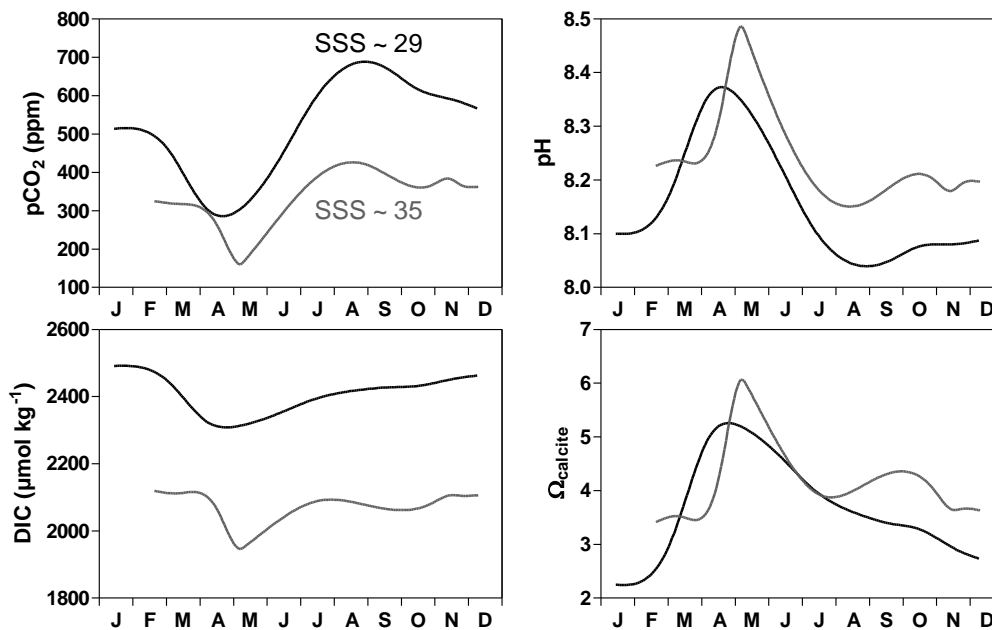 800
700
600
500
400
300
200
100
pCO₂ (ppm)
SSS ~ 29
SSS ~ 35
J F M A M J J A S O N D
8.5
8.4
8.3
8.2
8.1
8.0
pH
J F M A M J J A S O N D
2600
2400
2200
2000
1800
DIC (µmol kg⁻¹)
J F M A M J J A S O N D
7
6
5
4
3
2
Ωcalcite
J F M A M J J A S O N D